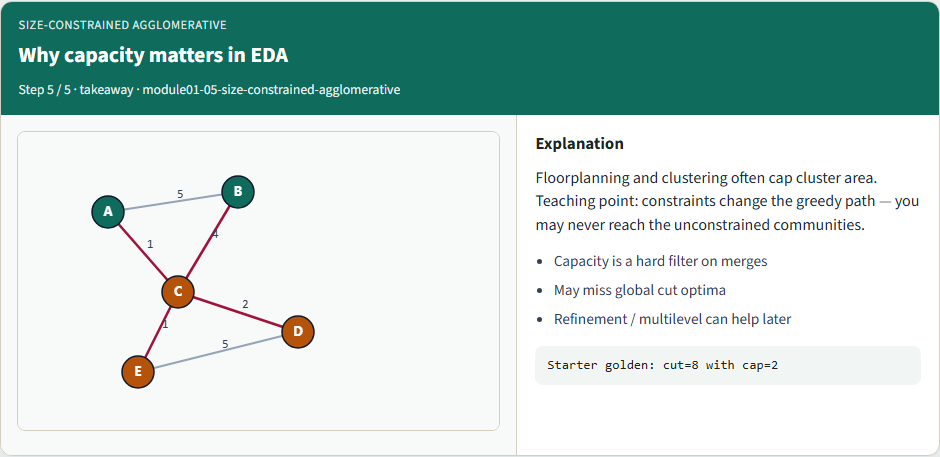 SIZE-CONSTRAINED AGGLOMERATIVE
Why capacity matters in EDA
Step 5 / 5 · takeaway · module01-05-size-constrained-agglomerative
A
B
C
D
E
5
1
4
2
1
5
Explanation
Floorplanning and clustering often cap cluster area.
Teaching point: constraints change the greedy path — you
may never reach the unconstrained communities.
• Capacity is a hard filter on merges
• May miss global cut optima
• Refinement / multilevel can help later
Starter golden: cut=8 with cap=2